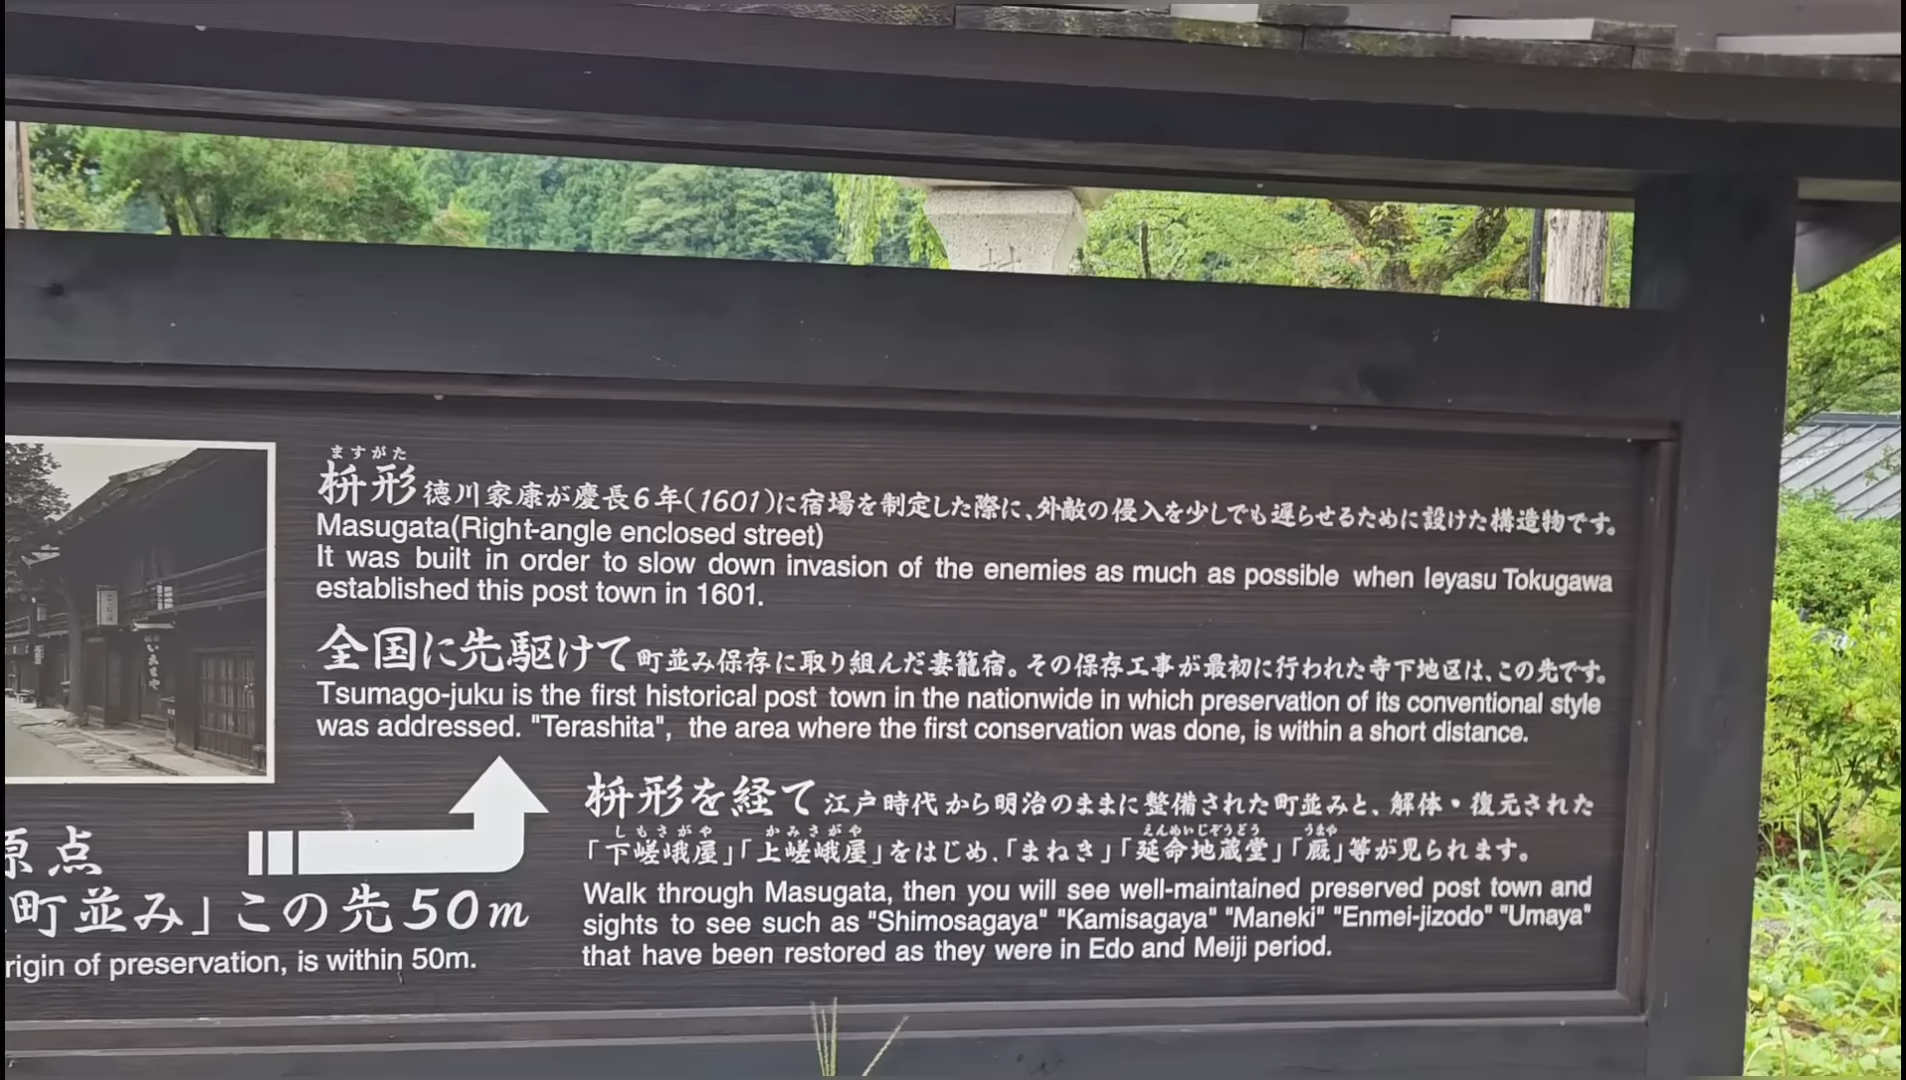 ますがた
枡形 徳川家康が慶長6年(1601)に宿場を制定した際に、外敵の侵入を少しでも遅らせるために設けた構造物です。
Masugata(Right-angle enclosed street)
It was built in order to slow down invasion of the enemies as much as possible when Ieyasu Tokugawa
established this post town in 1601.
全国に先駆けて 町並み保存に取り組んだ妻籠宿。その保存工事が最初に行われた寺下地区は、この先です。
Tsumago-juku is the first historical post town in the nationwide in which preservation of its conventional style
was addressed. "Terashita", the area where the first conservation was done, is within a short distance.
原点
町並み」この先50m
rigin of preservation, is within 50m.
枡形を経て 江戸時代から明治のままに整備された町並みと、解体・復元された
しもさがや かみさがや えんめいじぞうどう うまや
「下嵯峨屋」「上嵯峨屋」をはじめ、「まねき」「延命地蔵堂」「厩」等が見られます。
Walk through Masugata, then you will see well-maintained preserved post town and
sights to see such as "Shimosagaya" "Kamisagaya" "Maneki" "Enmei-jizodo" "Umaya"
that have been restored as they were in Edo and Meiji period.